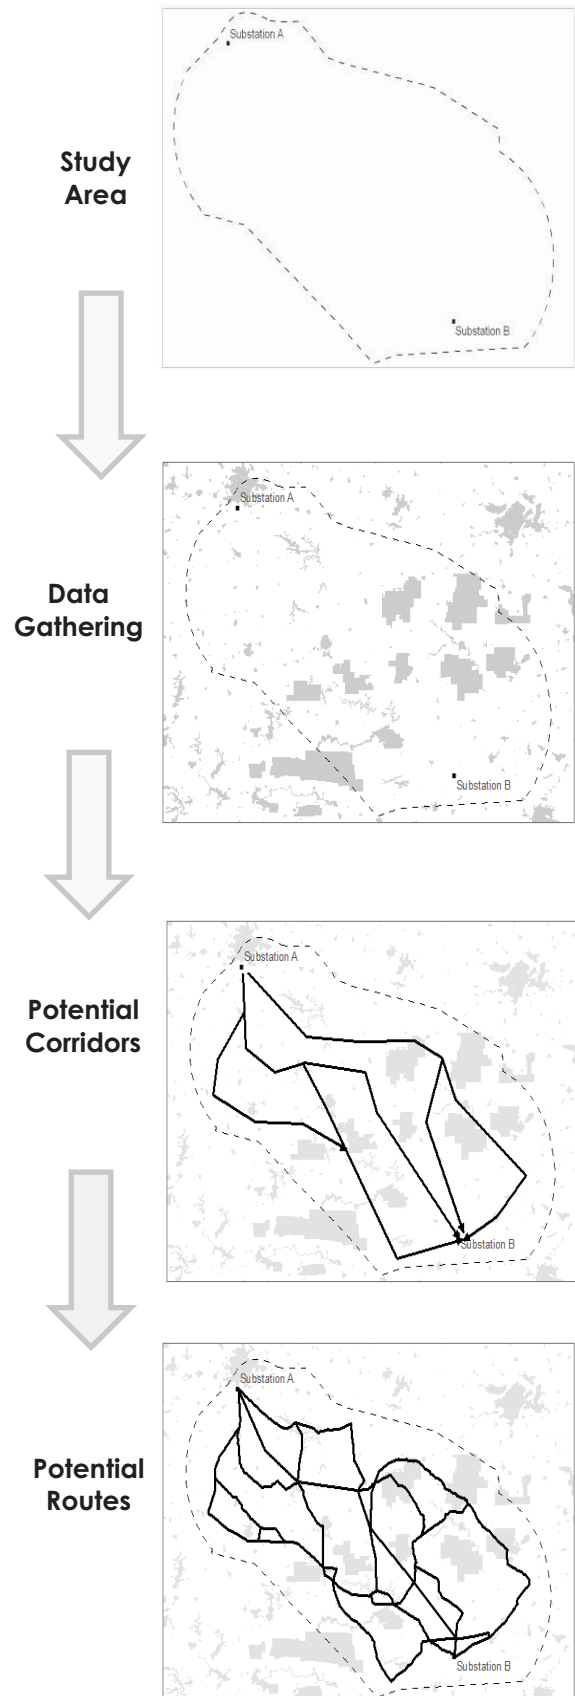 Substation A
Study
Area
Substation B
Substation A
Data
Gathering
Substation B
Substation A
Potential
Corridors
Substation B
Substation A
Potential
Routes
Substation B